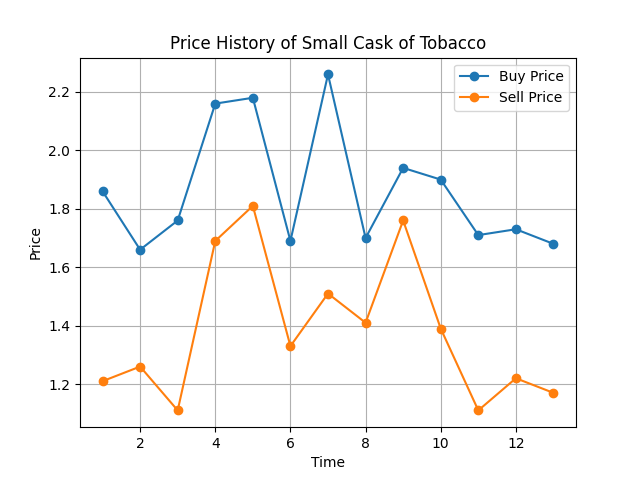 Price History of Small Cask of Tobacco
Buy Price
Sell Price
2.2
2.0
1.8
1.6
1.4
1.2
Price
2 4 6 8 10 12
Time